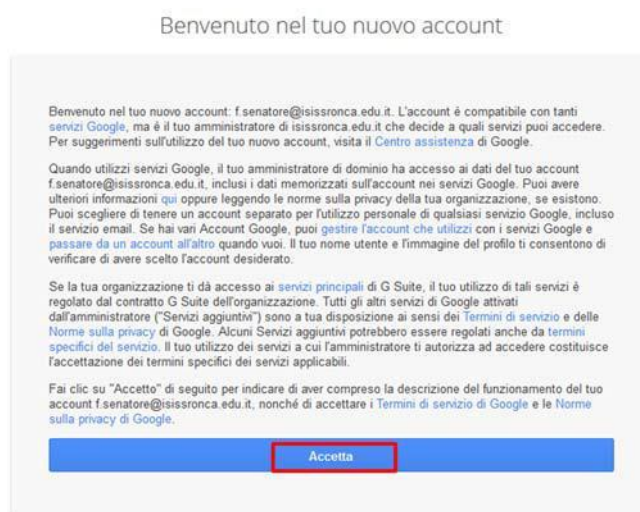 Benvenuto nel tuo nuovo account
Benvenuto nel tuo nuovo account: f.senatore@isissronca.edu.it. L'account è compatibile con tanti
servizi Google, ma è il tuo amministratore di isissronca.edu.it che decide a quali servizi puoi accedere.
Per suggerimenti sull'utilizzo del tuo nuovo account, visita il Centro assistenza di Google.
Quando utilizzi servizi Google, il tuo amministratore di dominio ha accesso ai dati del tuo account
f.senatore@isissronca.edu.it, inclusi i dati memorizzati sull'account nei servizi Google. Puoi avere
ulteriori informazioni qui oppure leggendo le norme sulla privacy della tua organizzazione, se esistono.
Puoi scegliere di tenere un account separato per l'utilizzo personale di qualsiasi servizio Google, incluso
il servizio email. Se hai vari Account Google, puoi gestire l'account che utilizzi con i servizi Google e
passare da un account all'altro quando vuoi. Il tuo nome utente e l'immagine del profilo ti consentono di
verificare di avere scelto l'account desiderato.
Se la tua organizzazione ti dà accesso ai servizi principali di G Suite, il tuo utilizzo di tali servizi è
regolato dal contratto G Suite dell'organizzazione. Tutti gli altri servizi di Google attivati
dall'amministratore ("Servizi aggiuntivi") sono a tua disposizione ai sensi dei Termini di servizio e delle
Norme sulla privacy di Google. Alcuni Servizi aggiuntivi potrebbero essere regolati anche da termini
specifici del servizio. Il tuo utilizzo dei servizi a cui l'amministratore ti autorizza ad accedere costituisce
l'accettazione dei termini specifici dei servizi applicabili.
Fai clic su "Accetto" di seguito per indicare di aver compreso la descrizione del funzionamento del tuo
account f.senatore@isissronca.edu.it, nonché di accettare i Termini di servizio di Google e le Norme
sulla privacy di Google.
Accetta